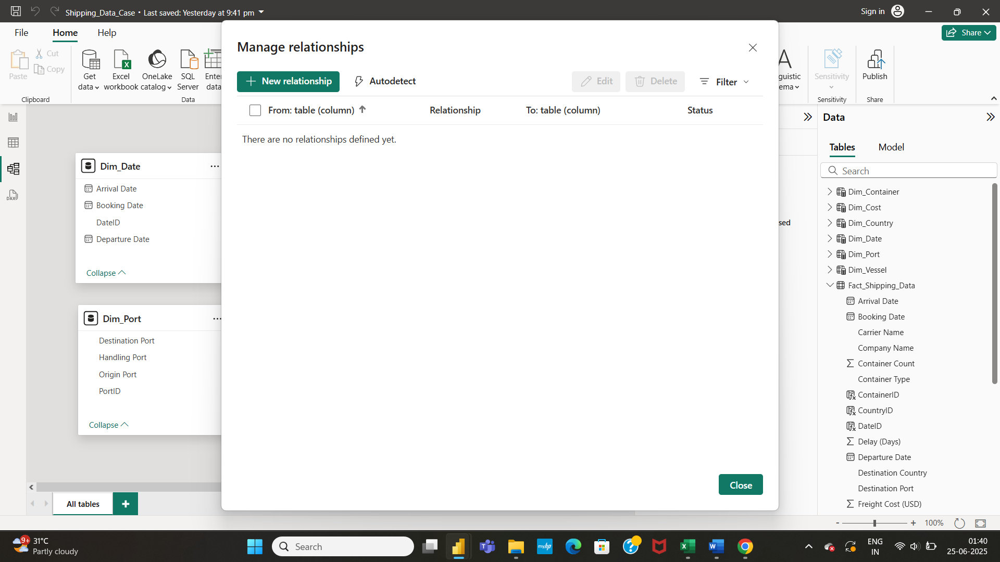 Shipping_Data_Case • Last saved: Yesterday at 9:41 pm
Sign in
File
Home
Help
Share
Paste
Cut
Copy
Clipboard
Get data
Excel workbook
OneLake catalog
SQL Server
Enter data
Data
guistic
ema
Sensitivity
Sensitivity
Publish
Share
Manage relationships
New relationship
Autodetect
Edit
Delete
Filter
From: table (column)
Relationship
To: table (column)
Status
There are no relationships defined yet.
Close
Dim_Date
Arrival Date
Booking Date
DateID
Departure Date
Collapse
Dim_Port
Destination Port
Handling Port
Origin Port
PortID
Collapse
sed
Data
Tables
Model
Search
Dim_Container
Dim_Cost
Dim_Country
Dim_Date
Dim_Port
Dim_Vessel
Fact_Shipping_Data
Arrival Date
Booking Date
Carrier Name
Company Name
Container Count
Container Type
ContainerID
CountryID
DateID
Delay (Days)
Departure Date
Destination Country
Destination Port
Freight Cost (USD)
All tables
- + 100%
9+
31°C
Partly cloudy
Search
myhp
ENG
IN
01:40
25-06-2025